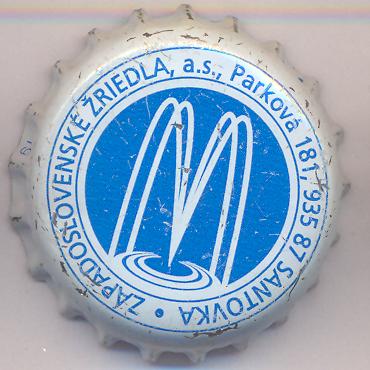 ZÁPADOSLOVENSKÉ ŽRIEDLA, a.s., Parková 181, 935 87 SANTOVKA •